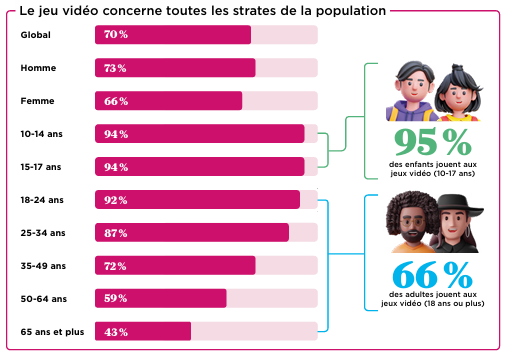 Le jeu vidéo concerne toutes les strates de la population
Global 70 %
Homme 73 %
Femme 66 %
10-14 ans 94 %
15-17 ans 94 %
18-24 ans 92 %
25-34 ans 87 %
35-49 ans 72 %
50-64 ans 59 %
65 ans et plus 43 %
95 %
des enfants jouent aux
jeux vidéo (10-17 ans)
66 %
des adultes jouent aux
jeux vidéo (18 ans ou plus)